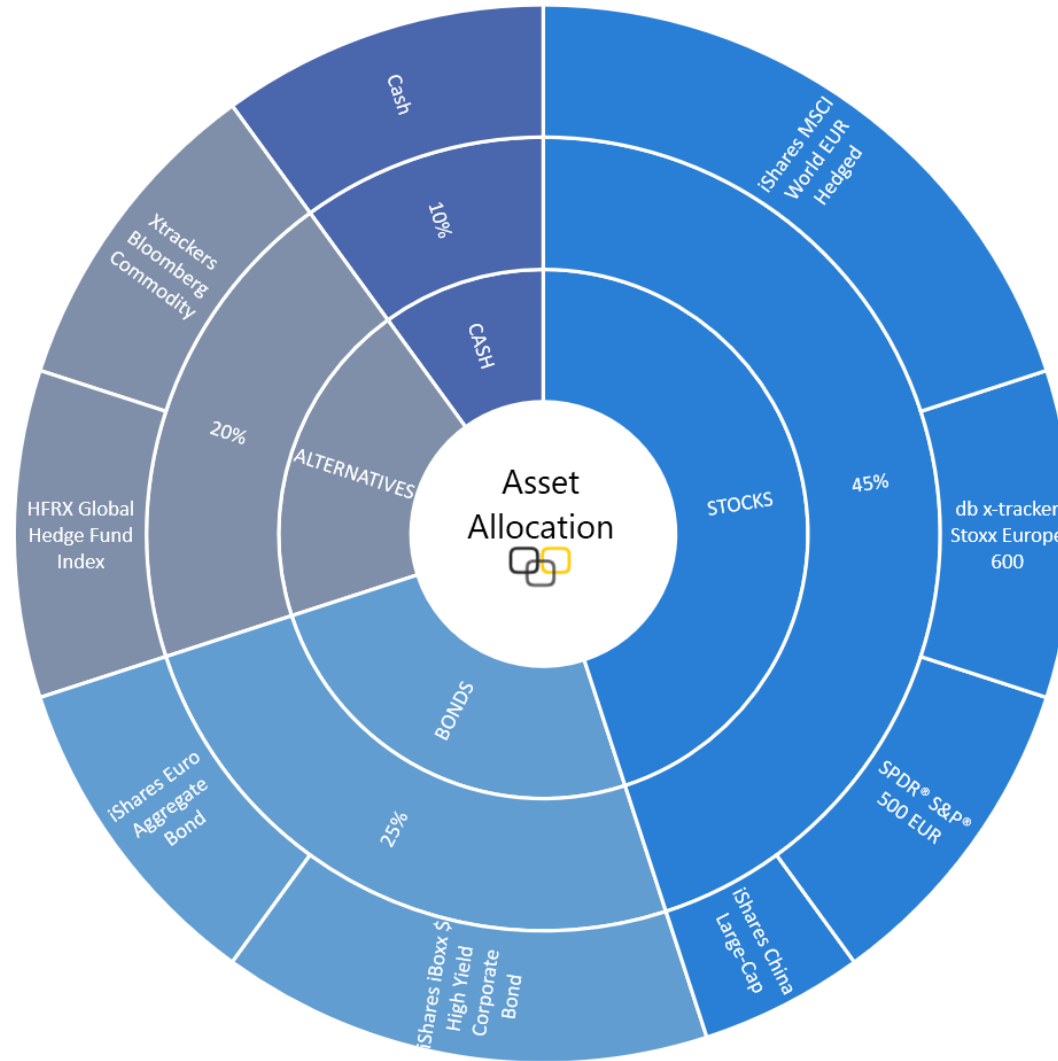 Asset
Allocation
STOCKS
45%
iShares MSCI
World EUR
Hedged
db x-tracker
Stoxx Europe
600
SPDR® S&P®
500 EUR
iShares China
Large-Cap
BONDS
25%
iShares iBoxx $
High Yield
Corporate
Bond
iShares Euro
Aggregate
Bond
ALTERNATIVES
20%
HFRX Global
Hedge Fund
Index
Xtrackers
Bloomberg
Commodity
CASH
10%
Cash